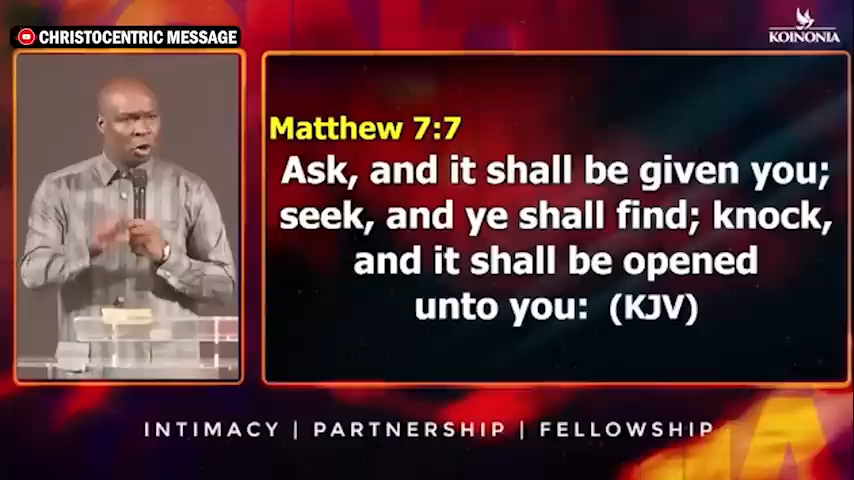 CHRISTOCENTRIC MESSAGE
KOINONIA
Matthew 7:7
Ask, and it shall be given you;
seek, and ye shall find; knock,
and it shall be opened
unto you: (KJV)
INTIMACY | PARTNERSHIP | FELLOWSHIP